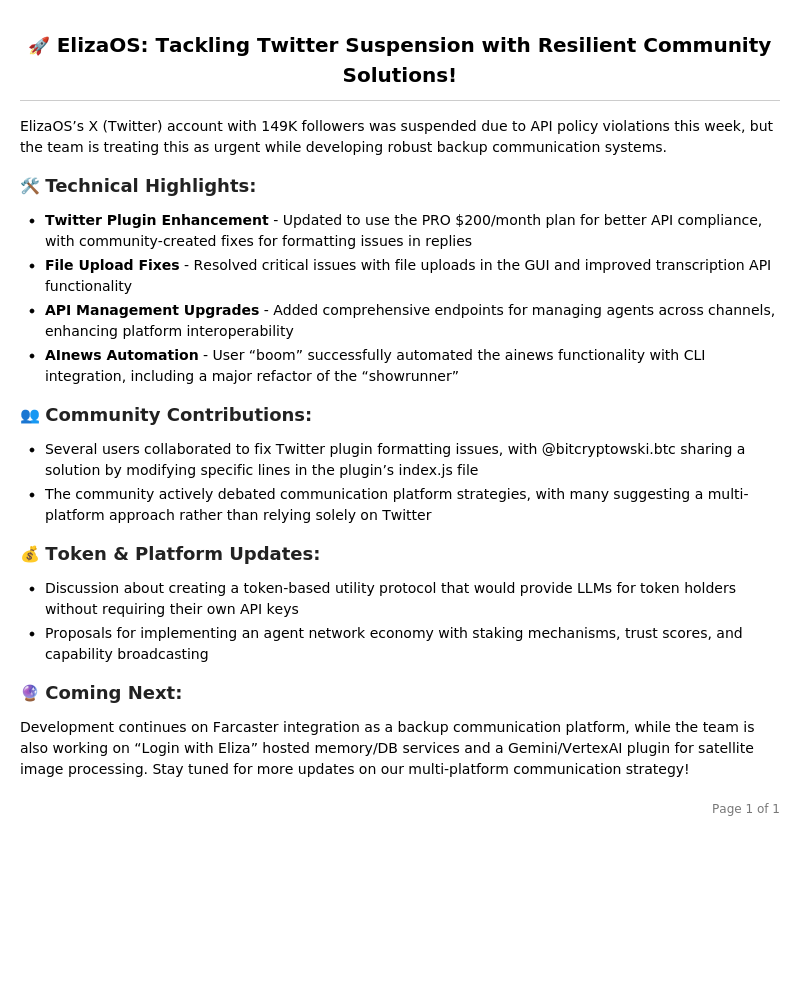 🚀 ElizaOS: Tackling Twitter Suspension with Resilient Community
Solutions!
ElizaOS’s X (Twitter) account with 149K followers was suspended due to API policy violations this week, but
the team is treating this as urgent while developing robust backup communication systems.
🛠️ Technical Highlights:
• Twitter Plugin Enhancement - Updated to use the PRO $200/month plan for better API compliance,
with community-created fixes for formatting issues in replies
• File Upload Fixes - Resolved critical issues with file uploads in the GUI and improved transcription API
functionality
• API Management Upgrades - Added comprehensive endpoints for managing agents across channels,
enhancing platform interoperability
• AInews Automation - User “boom” successfully automated the ainews functionality with CLI
integration, including a major refactor of the “showrunner”
👥 Community Contributions:
• Several users collaborated to fix Twitter plugin formatting issues, with @bitcryptowski.btc sharing a
solution by modifying specific lines in the plugin’s index.js file
• The community actively debated communication platform strategies, with many suggesting a multi-
platform approach rather than relying solely on Twitter
💰 Token & Platform Updates:
• Discussion about creating a token-based utility protocol that would provide LLMs for token holders
without requiring their own API keys
• Proposals for implementing an agent network economy with staking mechanisms, trust scores, and
capability broadcasting
🔮 Coming Next:
Development continues on Farcaster integration as a backup communication platform, while the team is
also working on “Login with Eliza” hosted memory/DB services and a Gemini/VertexAI plugin for satellite
image processing. Stay tuned for more updates on our multi-platform communication strategy!
Page 1 of 1